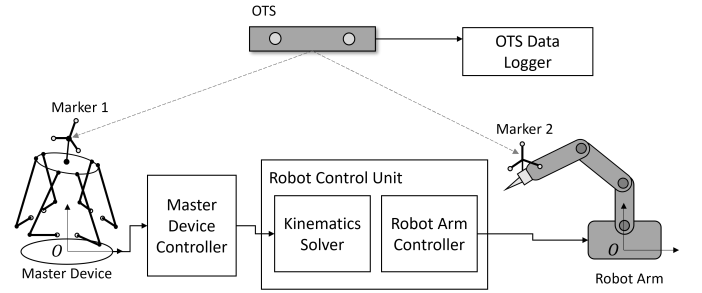 OTS
OTS Data
Logger
Marker 1
Marker 2
Robot Control Unit
Master
Device
Controller
Kinematics
Solver
Robot Arm
Controller
O
O
Master Device
Robot Arm